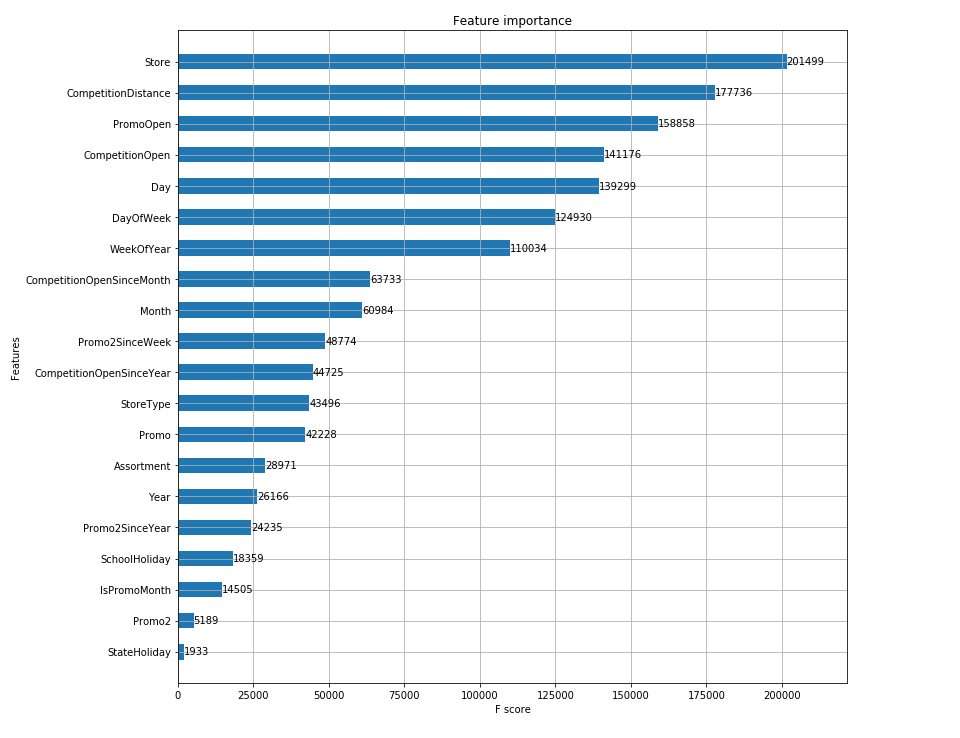 Feature importance
Store 201499
CompetitionDistance 177736
PromoOpen 158858
CompetitionOpen 141176
Day 139299
DayOfWeek 124930
WeekOfYear 110034
CompetitionOpenSinceMonth 63733
Month 60984
Promo2SinceWeek 48774
CompetitionOpenSinceYear 44725
StoreType 43496
Promo 42228
Assortment 28971
Year 26166
Promo2SinceYear 24235
SchoolHoliday 18359
IsPromoMonth 14505
Promo2 5189
StateHoliday 1933
Features
0 25000 50000 75000 100000 125000 150000 175000 200000
F score